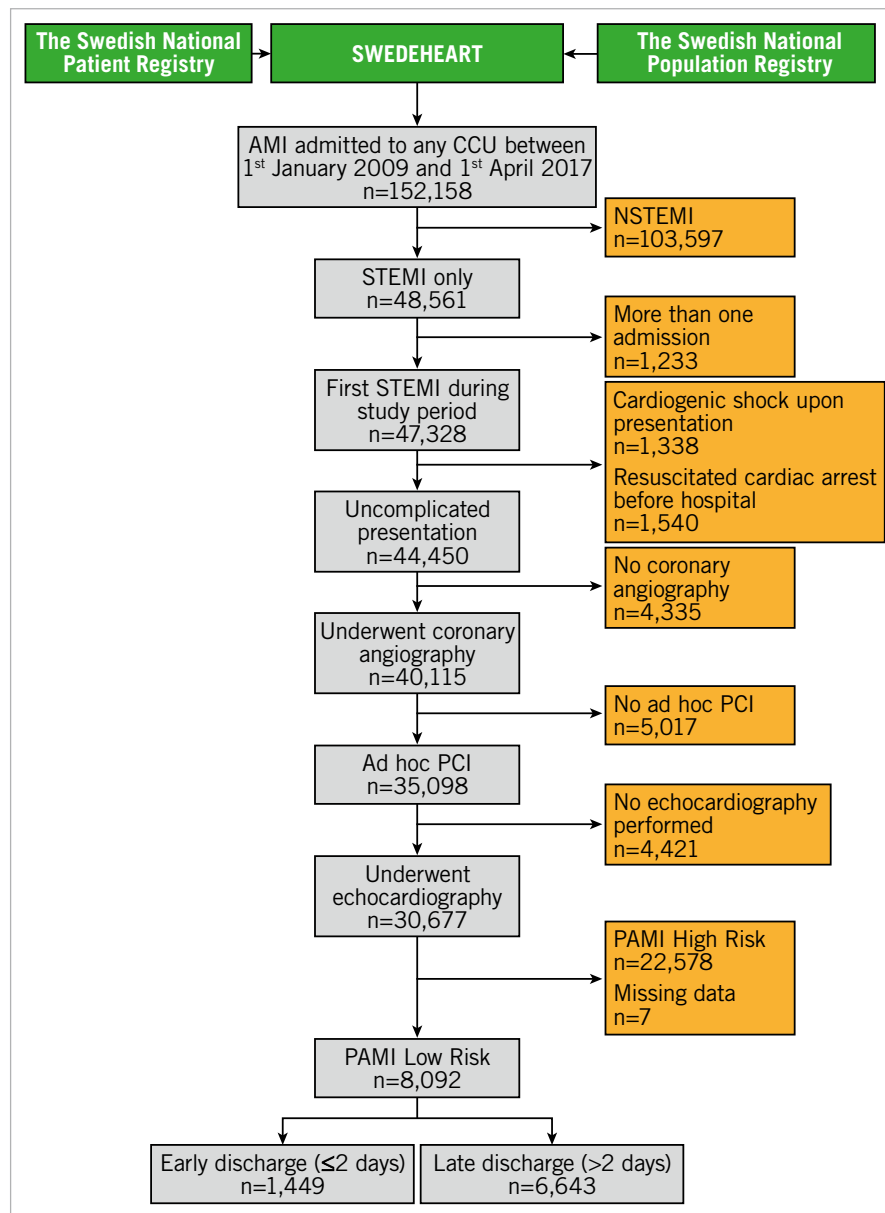 The Swedish National
Patient Registry
SWEDEHEART
The Swedish National
Population Registry
AMI admitted to any CCU between
1st January 2009 and 1st April 2017
n=152,158
NSTEMI
n=103,597
STEMI only
n=48,561
More than one
admission
n=1,233
First STEMI during
study period
n=47,328
Cardiogenic shock upon
presentation
n=1,338
Resuscitated cardiac arrest
before hospital
n=1,540
Uncomplicated
presentation
n=44,450
No coronary
angiography
n=4,335
Underwent coronary
angiography
n=40,115
No ad hoc PCI
n=5,017
Ad hoc PCI
n=35,098
No echocardiography
performed
n=4,421
Underwent
echocardiography
n=30,677
PAMI High Risk
n=22,578
Missing data
n=7
PAMI Low Risk
n=8,092
Early discharge (≤2 days)
n=1,449
Late discharge (>2 days)
n=6,643